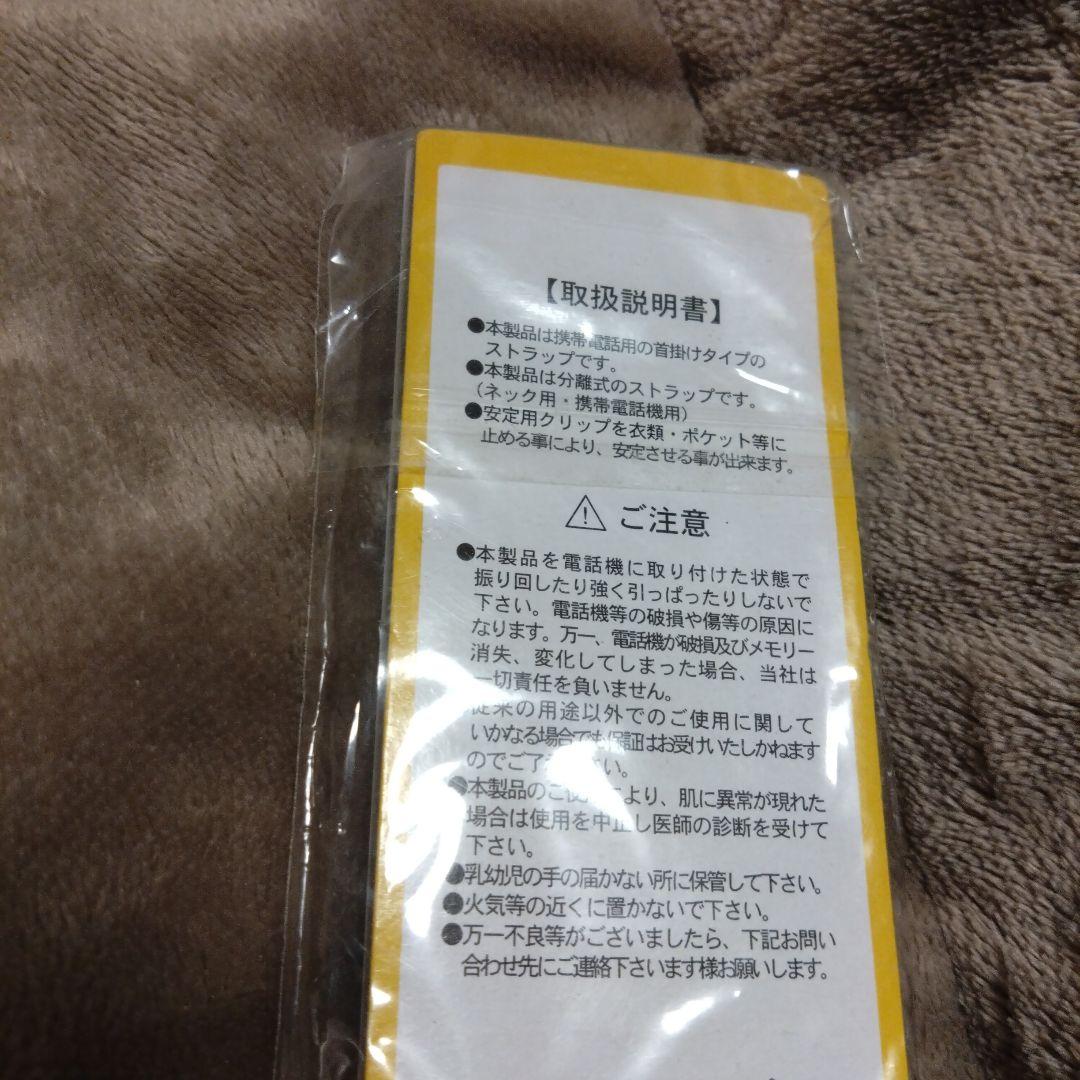 【取扱説明書】
●本製品は携帯電話用の首掛けタイプの
ストラップです。
●本製品は分離式のストラップです。
(ネック用・携帯電話機用)
●安定用クリップを衣類・ポケット等に
止める事により、安定させる事が出来ます。
⚠ ご注意
●本製品を電話機に取り付けた状態で
振り回したり強く引っぱったりしないで
下さい。電話機等の破損や傷等の原因に
なります。万一、電話機が破損及びメモリー
消失、変化してしまった場合、当社は
一切責任を負いません。
従来の用途以外でのご使用に関して
いかなる場合でも保証はお受けいたしかねます
のでご了 い。
●本製品のご使 により、肌に異常が現れた
場合は使用を中止し医師の診断を受けて
下さい。
●乳幼児の手の届かない所に保管して下さい。
●火気等の近くに置かないで下さい。
●万一不良等がございましたら、下記お問い
合わせ先にご連絡下さいます様お願いします。